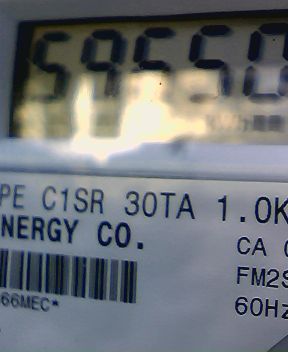 59550
PE C1SR 30TA 1.0K
NERGY CO.
CA
FM2S
66MEC*
60Hz